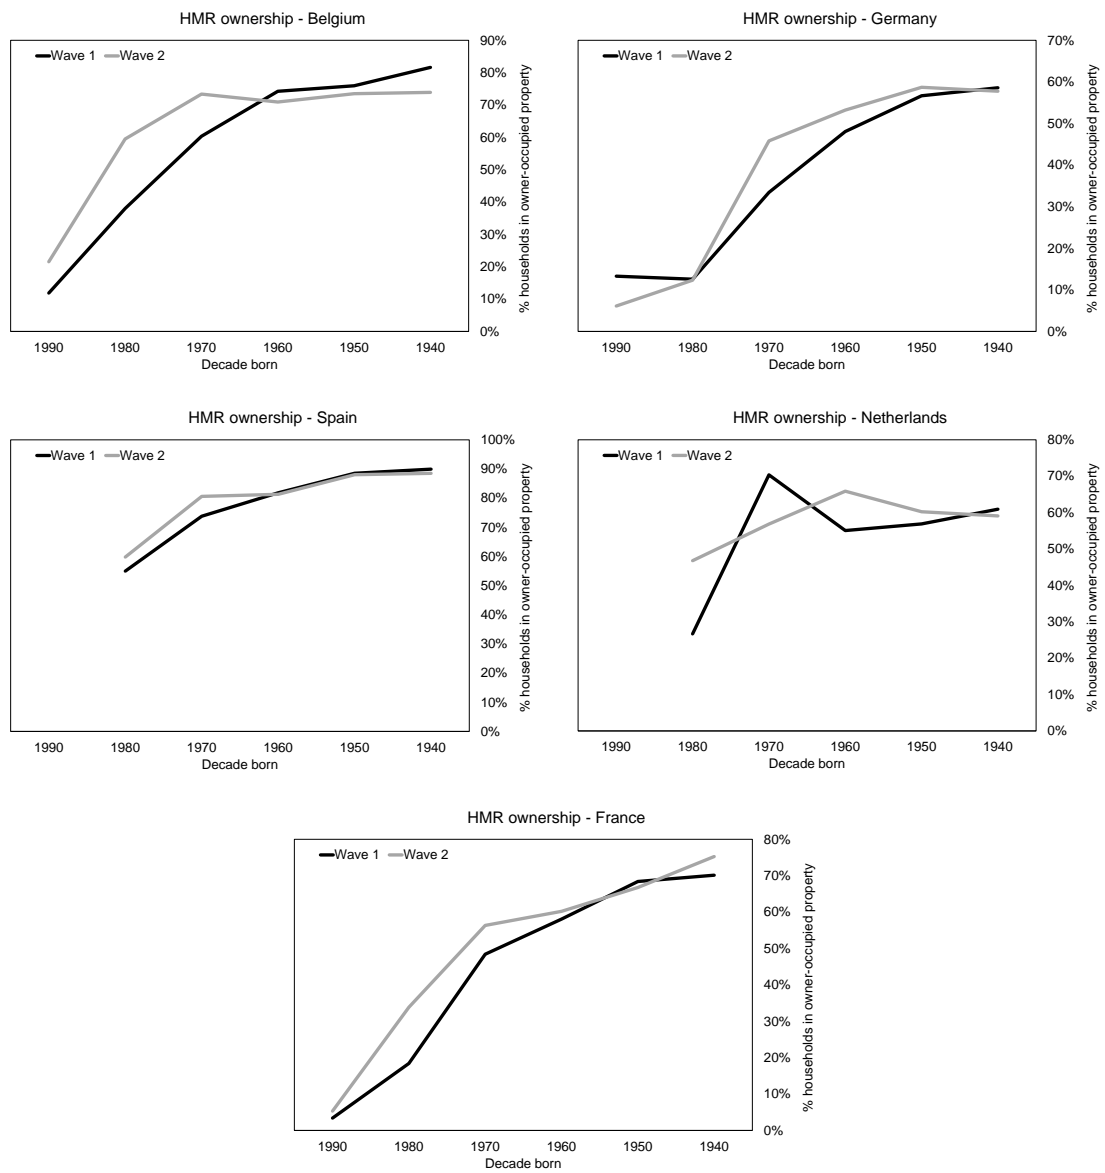 HMR ownership - Belgium
Wave 1 Wave 2
90%
80%
70%
60%
50%
40%
30%
20%
10%
0%
% households in owner-occupied property
1990 1980 1970 1960 1950 1940
Decade born
HMR ownership - Germany
Wave 1 Wave 2
70%
60%
50%
40%
30%
20%
10%
0%
% households in owner-occupied property
1990 1980 1970 1960 1950 1940
Decade born
HMR ownership - Spain
Wave 1 Wave 2
100%
90%
80%
70%
60%
50%
40%
30%
20%
10%
0%
% households in owner-occupied property
1990 1980 1970 1960 1950 1940
Decade born
HMR ownership - Netherlands
Wave 1 Wave 2
80%
70%
60%
50%
40%
30%
20%
10%
0%
% households in owner-occupied property
1990 1980 1970 1960 1950 1940
Decade born
HMR ownership - France
Wave 1 Wave 2
80%
70%
60%
50%
40%
30%
20%
10%
0%
% households in owner-occupied property
1990 1980 1970 1960 1950 1940
Decade born